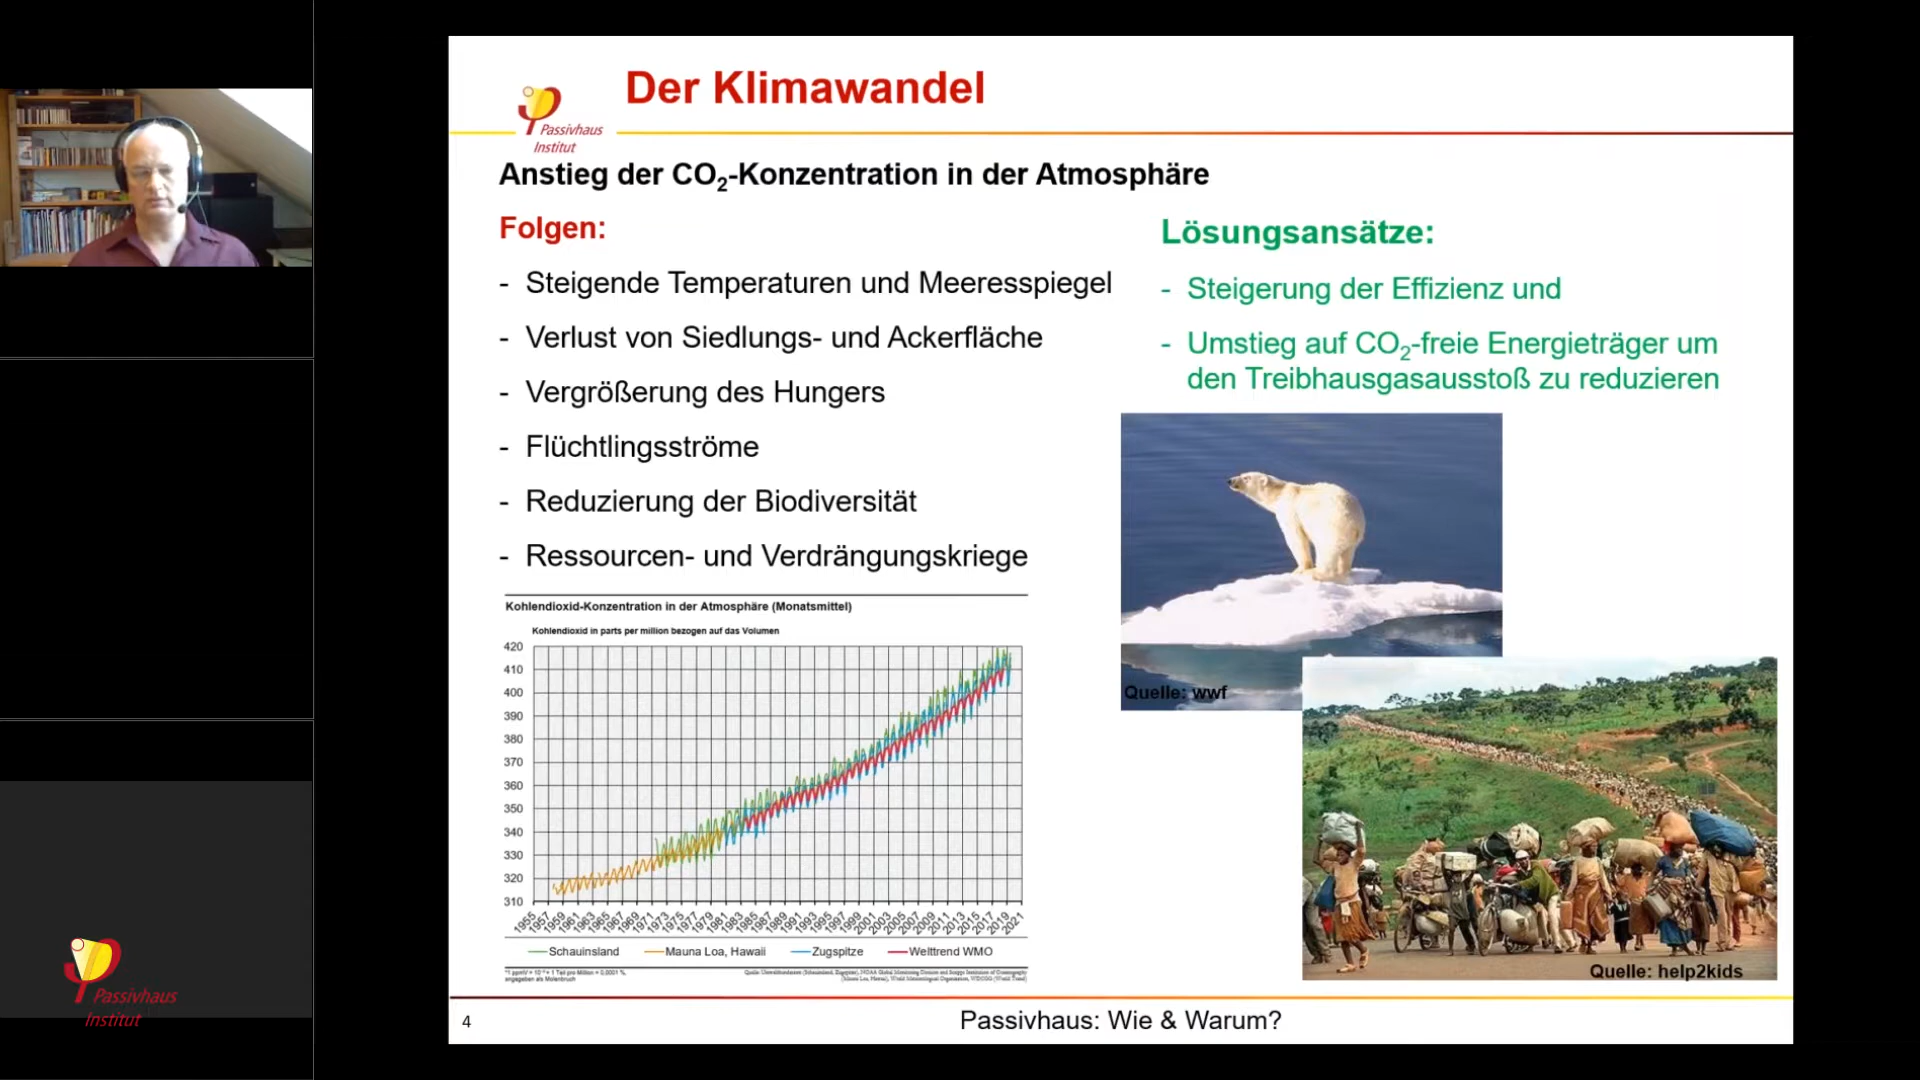 Der Klimawandel
Passivhaus
Institut
Anstieg der CO₂-Konzentration in der Atmosphäre
Folgen:
- Steigende Temperaturen und Meeresspiegel
- Verlust von Siedlungs- und Ackerfläche
- Vergrößerung des Hungers
- Flüchtlingsströme
- Reduzierung der Biodiversität
- Ressourcen- und Verdrängungskriege
Lösungsansätze:
- Steigerung der Effizienz und
- Umstieg auf CO₂-freie Energieträger um
den Treibhausgasausstoß zu reduzieren
Kohlendioxid-Konzentration in der Atmosphäre (Monatsmittel)
Kohlendioxid in parts per million bezogen auf das Volumen
420
410
400
390
380
370
360
350
340
330
320
310
1955 1957 1959 1961 1963 1965 1967 1969 1971 1973 1975 1977 1979 1981 1983 1985 1987 1989 1991 1993 1995 1997 1999 2001 2003 2005 2007 2009 2011 2013 2015 2017 2019 2021
Schauinsland Mauna Loa, Hawaii Zugspitze Welttrend WMO
Quelle: wwf
Quelle: help2kids
4
Passivhaus: Wie & Warum?
Passivhaus
Institut